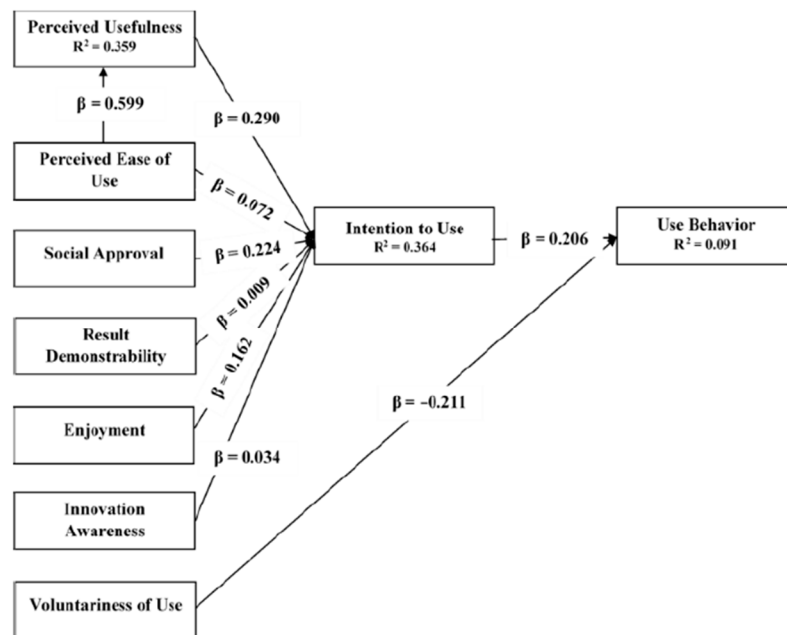 Perceived Usefulness
R² = 0.359
β = 0.599
β = 0.290
Perceived Ease of
Use
β = 0.072
Social Approval
β = 0.224
Intention to Use
R² = 0.364
β = 0.206
Use Behavior
R² = 0.091
Result
Demonstrability
β = 0.009
β = 0.162
Enjoyment
β = -0.211
β = 0.034
Innovation
Awareness
Voluntariness of Use